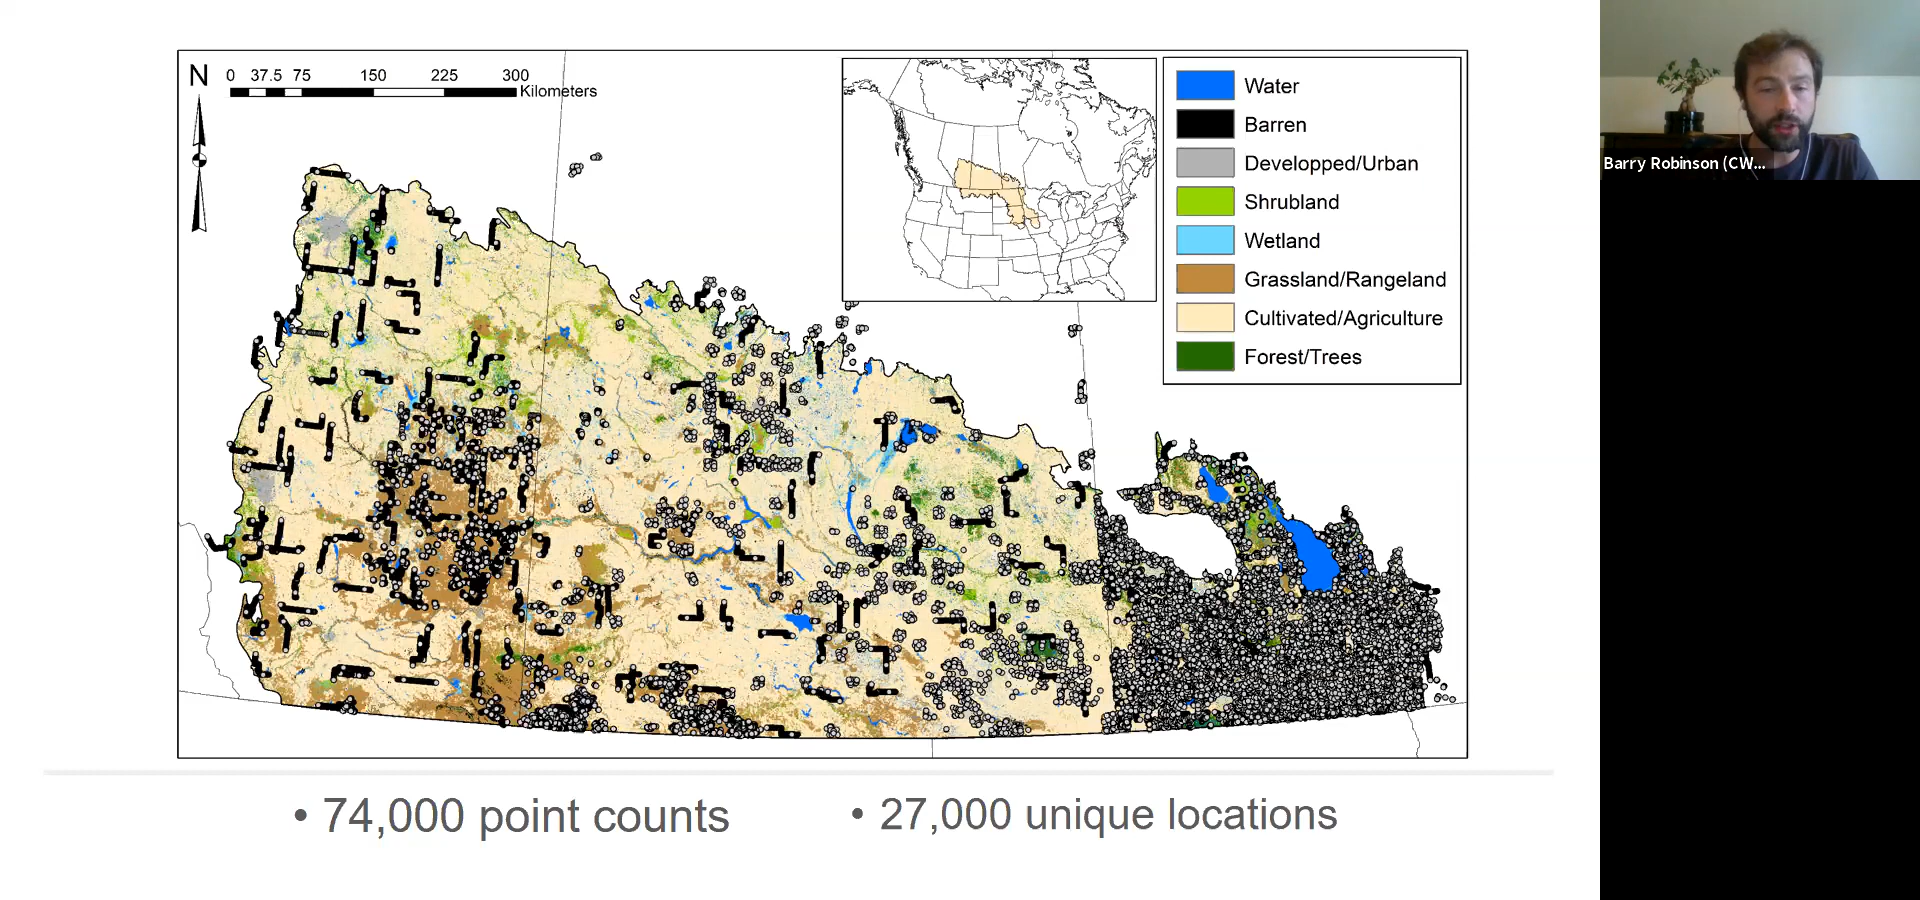 N
0 37.5 75 150 225 300
Kilometers
Water
Barren
Developped/Urban
Shrubland
Wetland
Grassland/Rangeland
Cultivated/Agriculture
Forest/Trees
Barry Robinson (CW...
• 74,000 point counts
• 27,000 unique locations